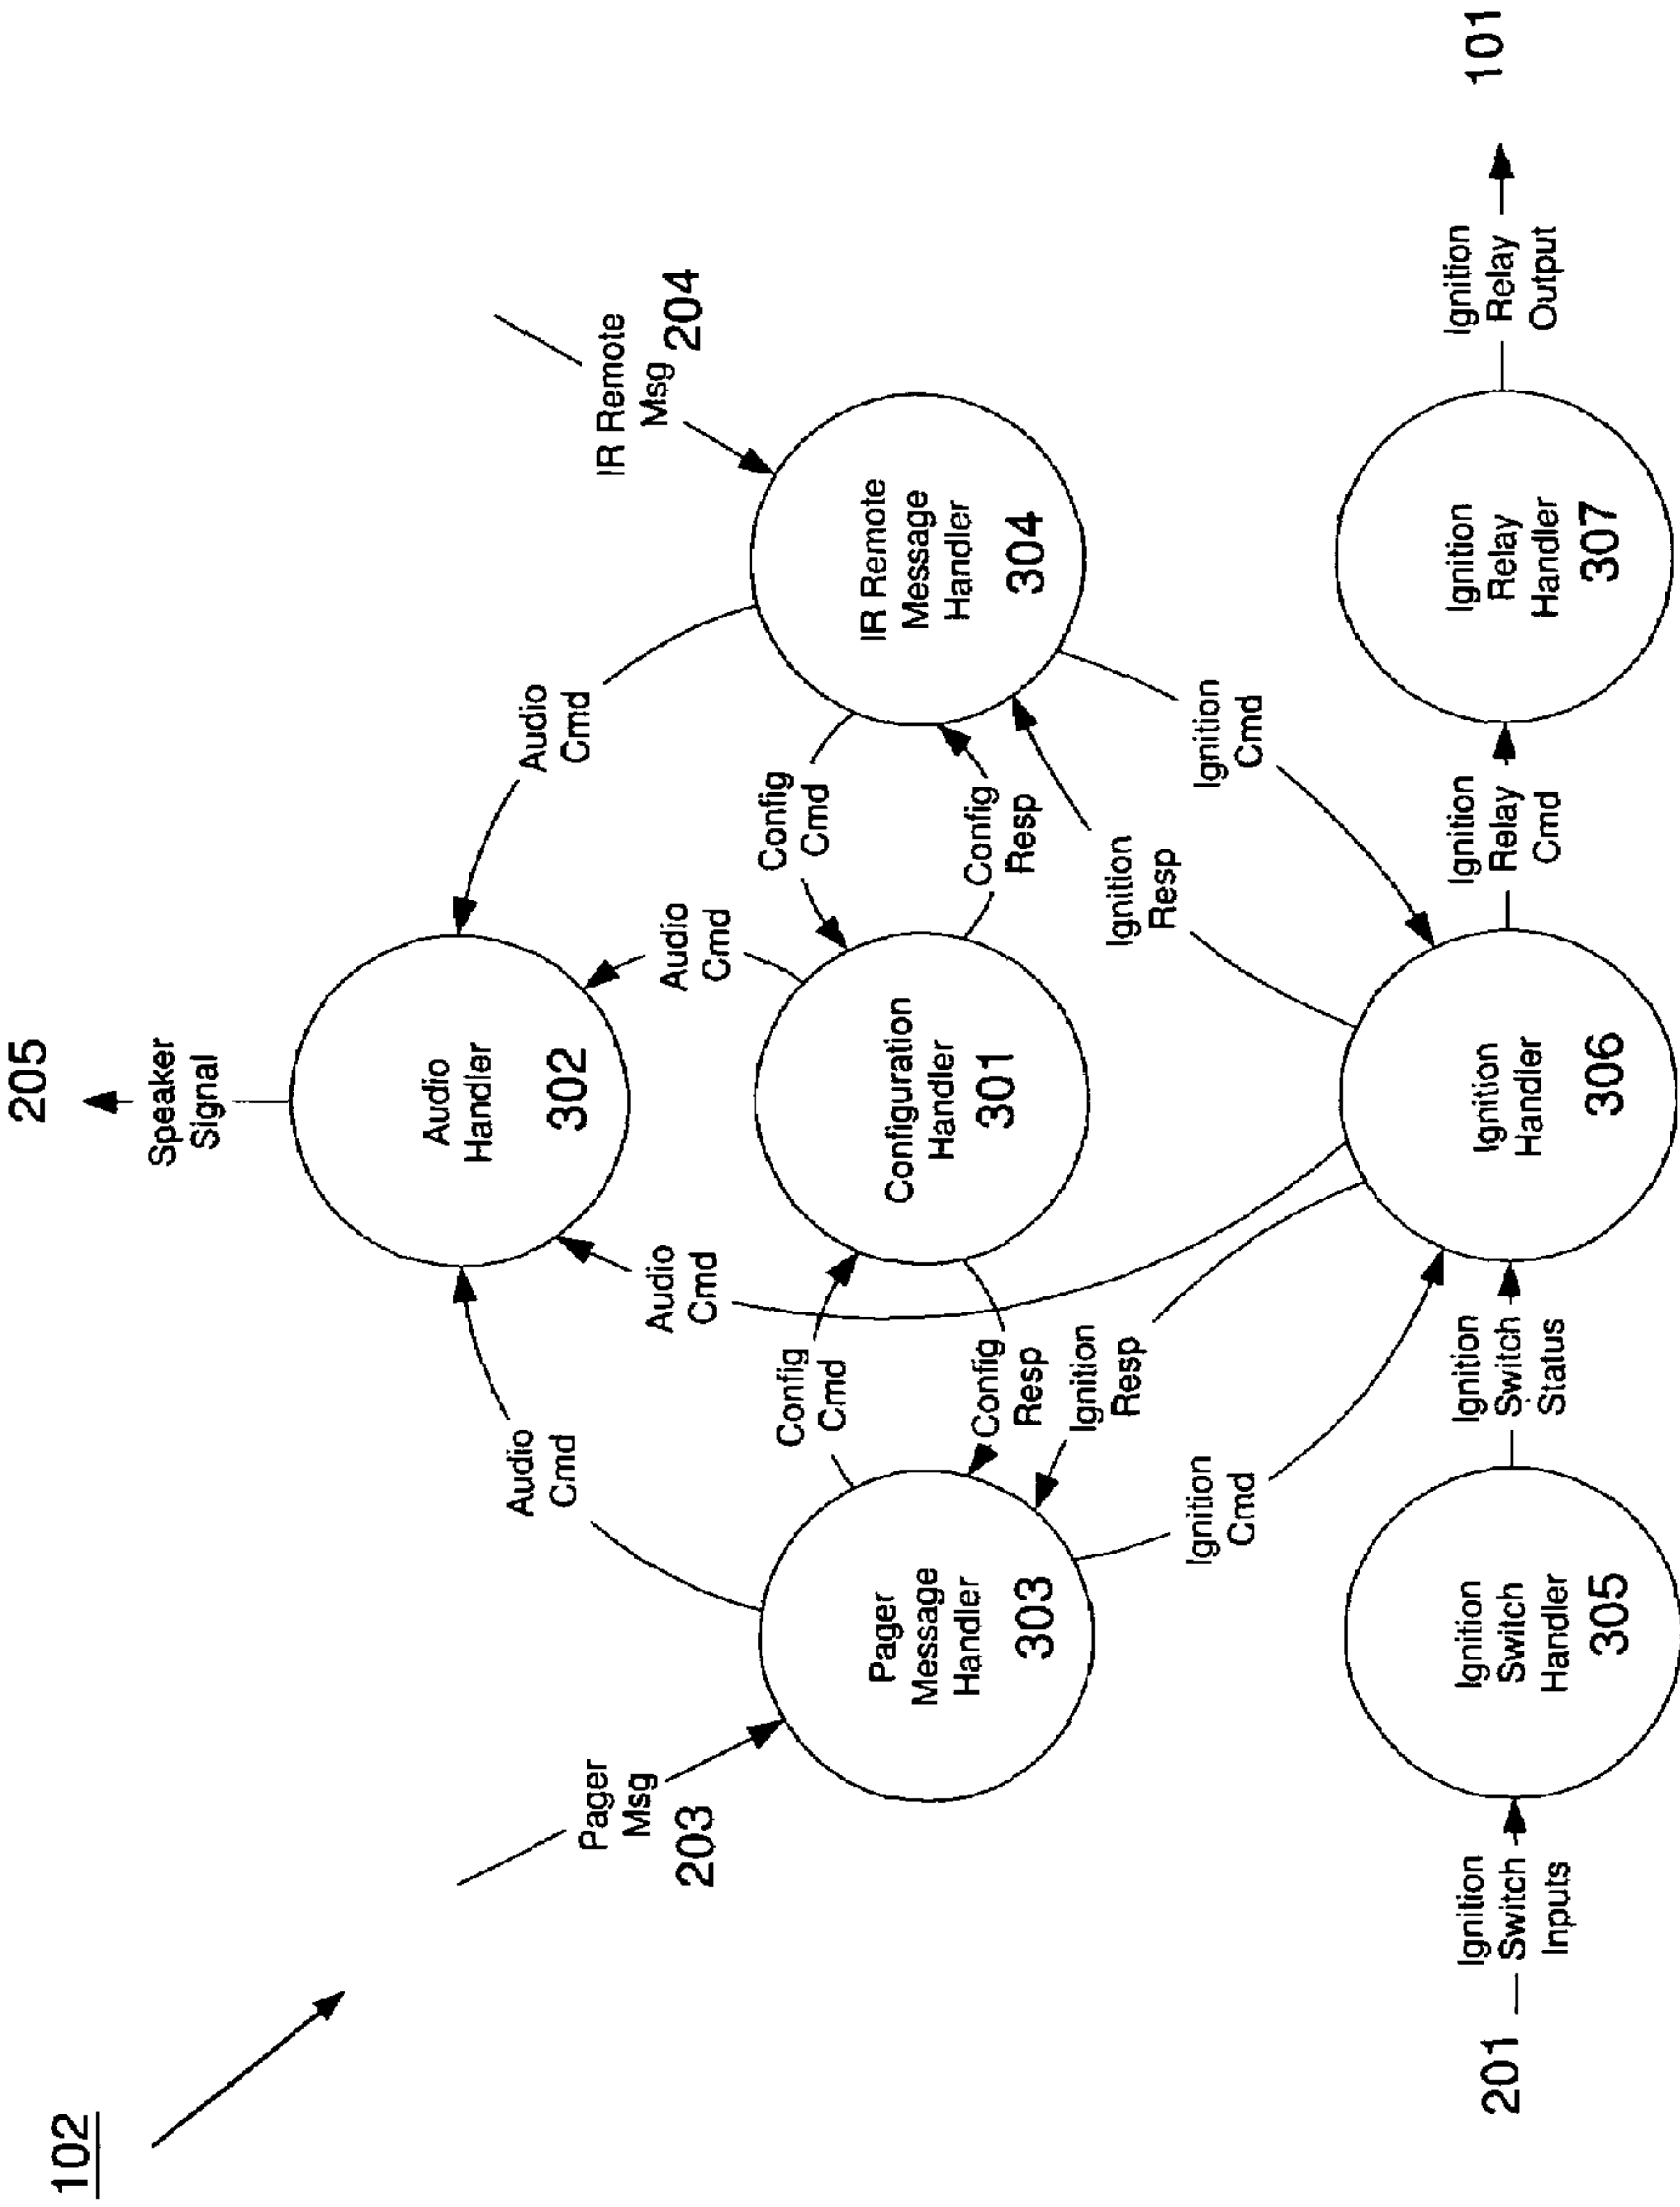 102
205
Speaker
Signal
Audio
Handler
302
Pager
Msg
203
Audio
Cmd
Audio
Cmd
Audio
Cmd
Audio
Cmd
IR Remote
Msg
204
Pager
Message
Handler
303
Config
Cmd
Config
Resp
Configuration
Handler
301
Config
Cmd
Config
Resp
IR Remote
Message
Handler
304
Ignition
Resp
Ignition
Cmd
Ignition
Resp
Ignition
Cmd
201
Ignition
Switch
Inputs
Ignition
Switch
Handler
305
Ignition
Switch
Status
Ignition
Handler
306
Ignition
Relay
Cmd
Ignition
Relay
Handler
307
Ignition
Relay
Output
101